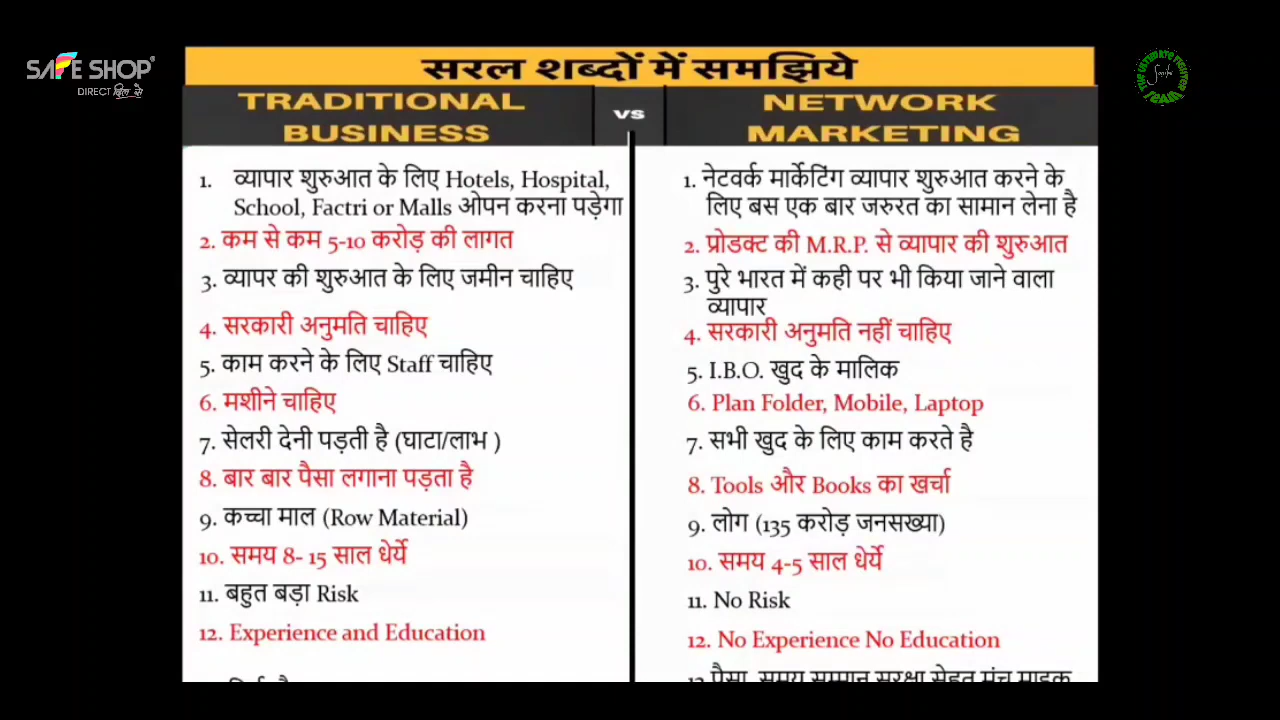 SAFE SHOP
DIRECT दिल से
सरल शब्दों में समझिये
TRADITIONAL
BUSINESS
vs
NETWORK
MARKETING
1. व्यापार शुरुआत के लिए Hotels, Hospital,
School, Factri or Malls ओपन करना पड़ेगा
2. कम से कम 5-10 करोड़ की लागत
3. व्यापर की शुरुआत के लिए जमीन चाहिए
4. सरकारी अनुमति चाहिए
5. काम करने के लिए Staff चाहिए
6. मशीने चाहिए
7. सेलरी देनी पड़ती है (घाटा/लाभ )
8. बार बार पैसा लगाना पड़ता है
9. कच्चा माल (Row Material)
10. समय 8- 15 साल धेर्ये
11. बहुत बड़ा Risk
12. Experience and Education
1. नेटवर्क मार्केटिंग व्यापार शुरुआत करने के
लिए बस एक बार जरुरत का सामान लेना है
2. प्रोडक्ट की M.R.P. से व्यापार की शुरुआत
3. पुरे भारत में कही पर भी किया जाने वाला
व्यापार
4. सरकारी अनुमति नहीं चाहिए
5. I.B.O. खुद के मालिक
6. Plan Folder, Mobile, Laptop
7. सभी खुद के लिए काम करते है
8. Tools और Books का खर्चा
9. लोग (135 करोड़ जनसख्या)
10. समय 4-5 साल धेर्ये
11. No Risk
12. No Experience No Education